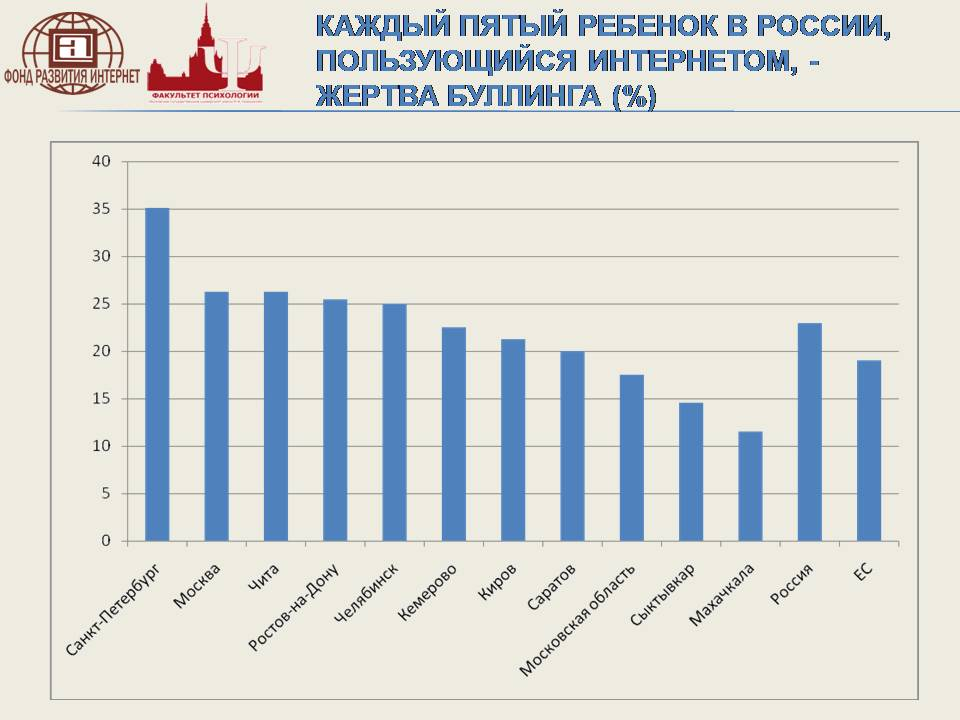 ФОНД РАЗВИТИЯ ИНТЕРНЕТ
ФАКУЛЬТЕТ ПСИХОЛОГИИ
КАЖДЫЙ ПЯТЫЙ РЕБЕНОК В РОССИИ,
ПОЛЬЗУЮЩИЙСЯ ИНТЕРНЕТОМ, -
ЖЕРТВА БУЛЛИНГА (%)
40
35
30
25
20
15
10
5
0
Санкт-Петербург
Москва
Чита
Ростов-на-Дону
Челябинск
Кемерово
Киров
Саратов
Московская область
Сыктывкар
Махачкала
Россия
ЕС